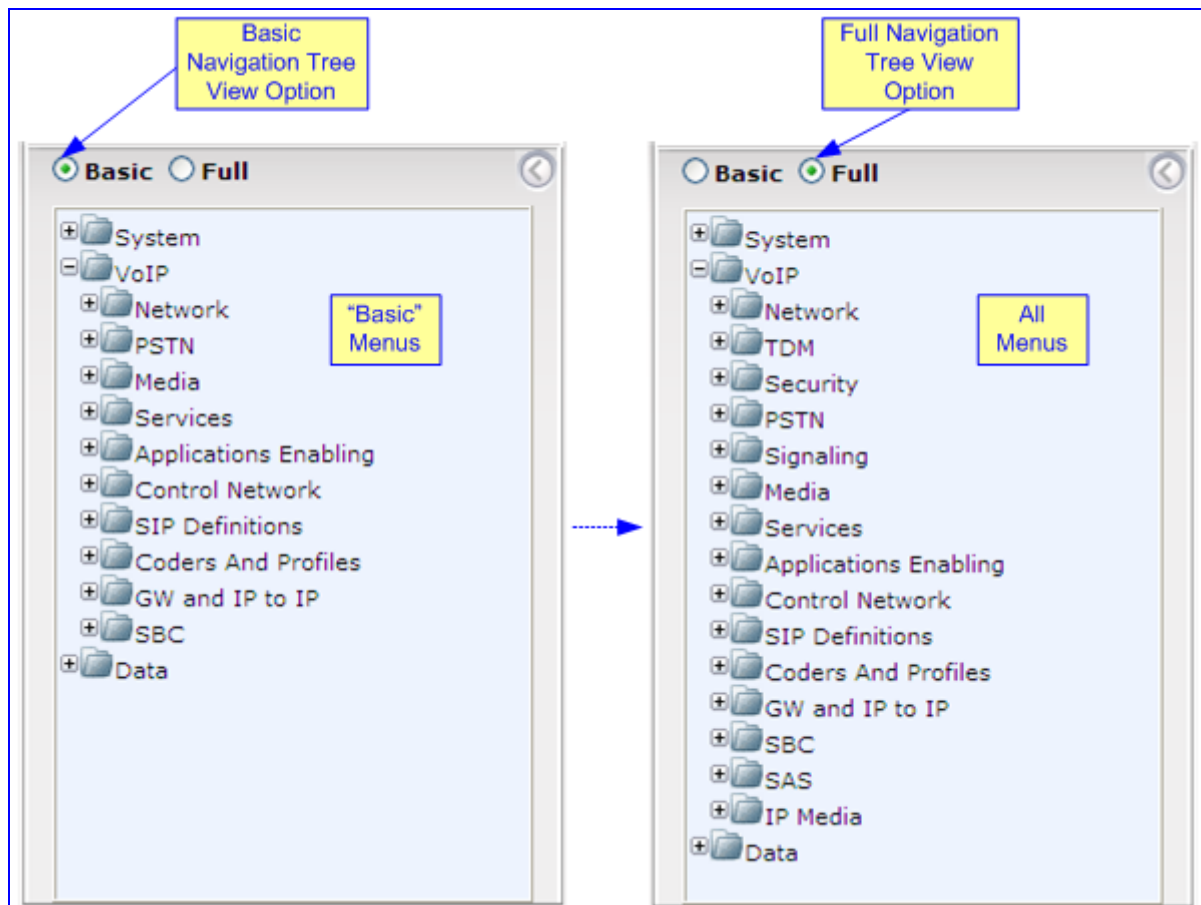 Basic
Navigation Tree
View Option
Full Navigation
Tree View
Option
Basic Full
System
VoIP
Network
PSTN
Media
Services
Applications Enabling
Control Network
SIP Definitions
Coders And Profiles
GW and IP to IP
SBC
Data
"Basic"
Menus
Basic Full
System
VoIP
Network
TDM
Security
PSTN
Signaling
Media
Services
Applications Enabling
Control Network
SIP Definitions
Coders And Profiles
GW and IP to IP
SBC
SAS
IP Media
Data
All
Menus